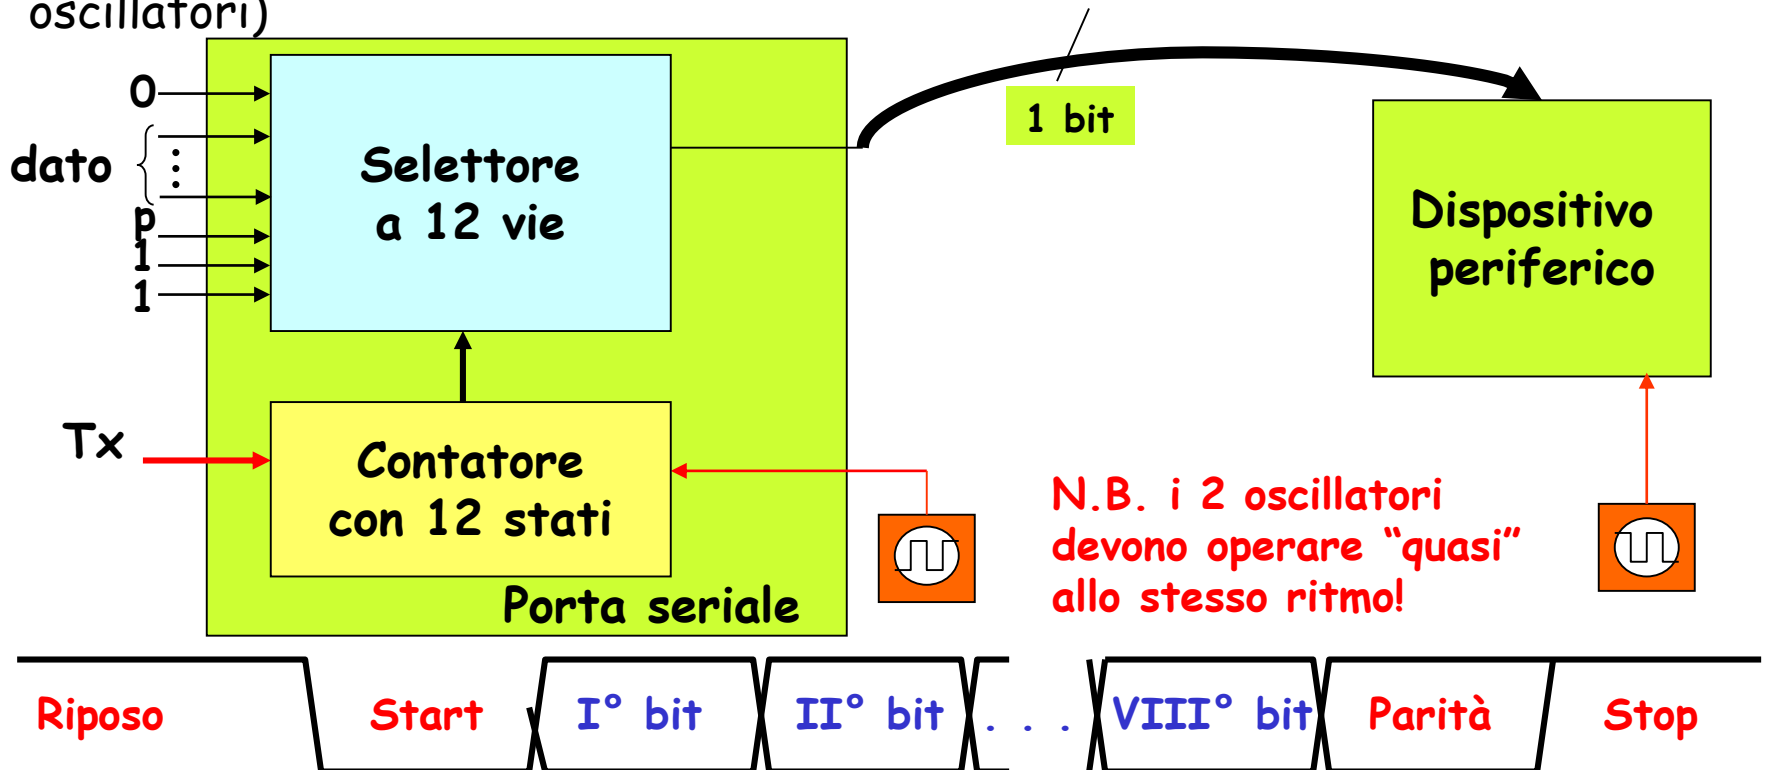 oscillatori)
0
dato
⋮
p
1
1
Selettore
a 12 vie
1 bit
Dispositivo
periferico
Tx
Contatore
con 12 stati
Porta seriale
N.B. i 2 oscillatori
devono operare “quasi”
allo stesso ritmo!
Riposo Start I° bit II° bit . . . VIII° bit Parità Stop